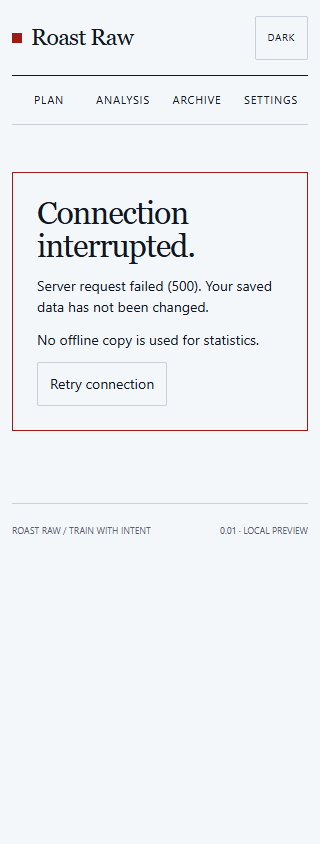 Roast Raw
DARK
PLAN ANALYSIS ARCHIVE SETTINGS
Connection
interrupted.
Server request failed (500). Your saved
data has not been changed.
No offline copy is used for statistics.
Retry connection
ROAST RAW / TRAIN WITH INTENT 0.01 - LOCAL PREVIEW